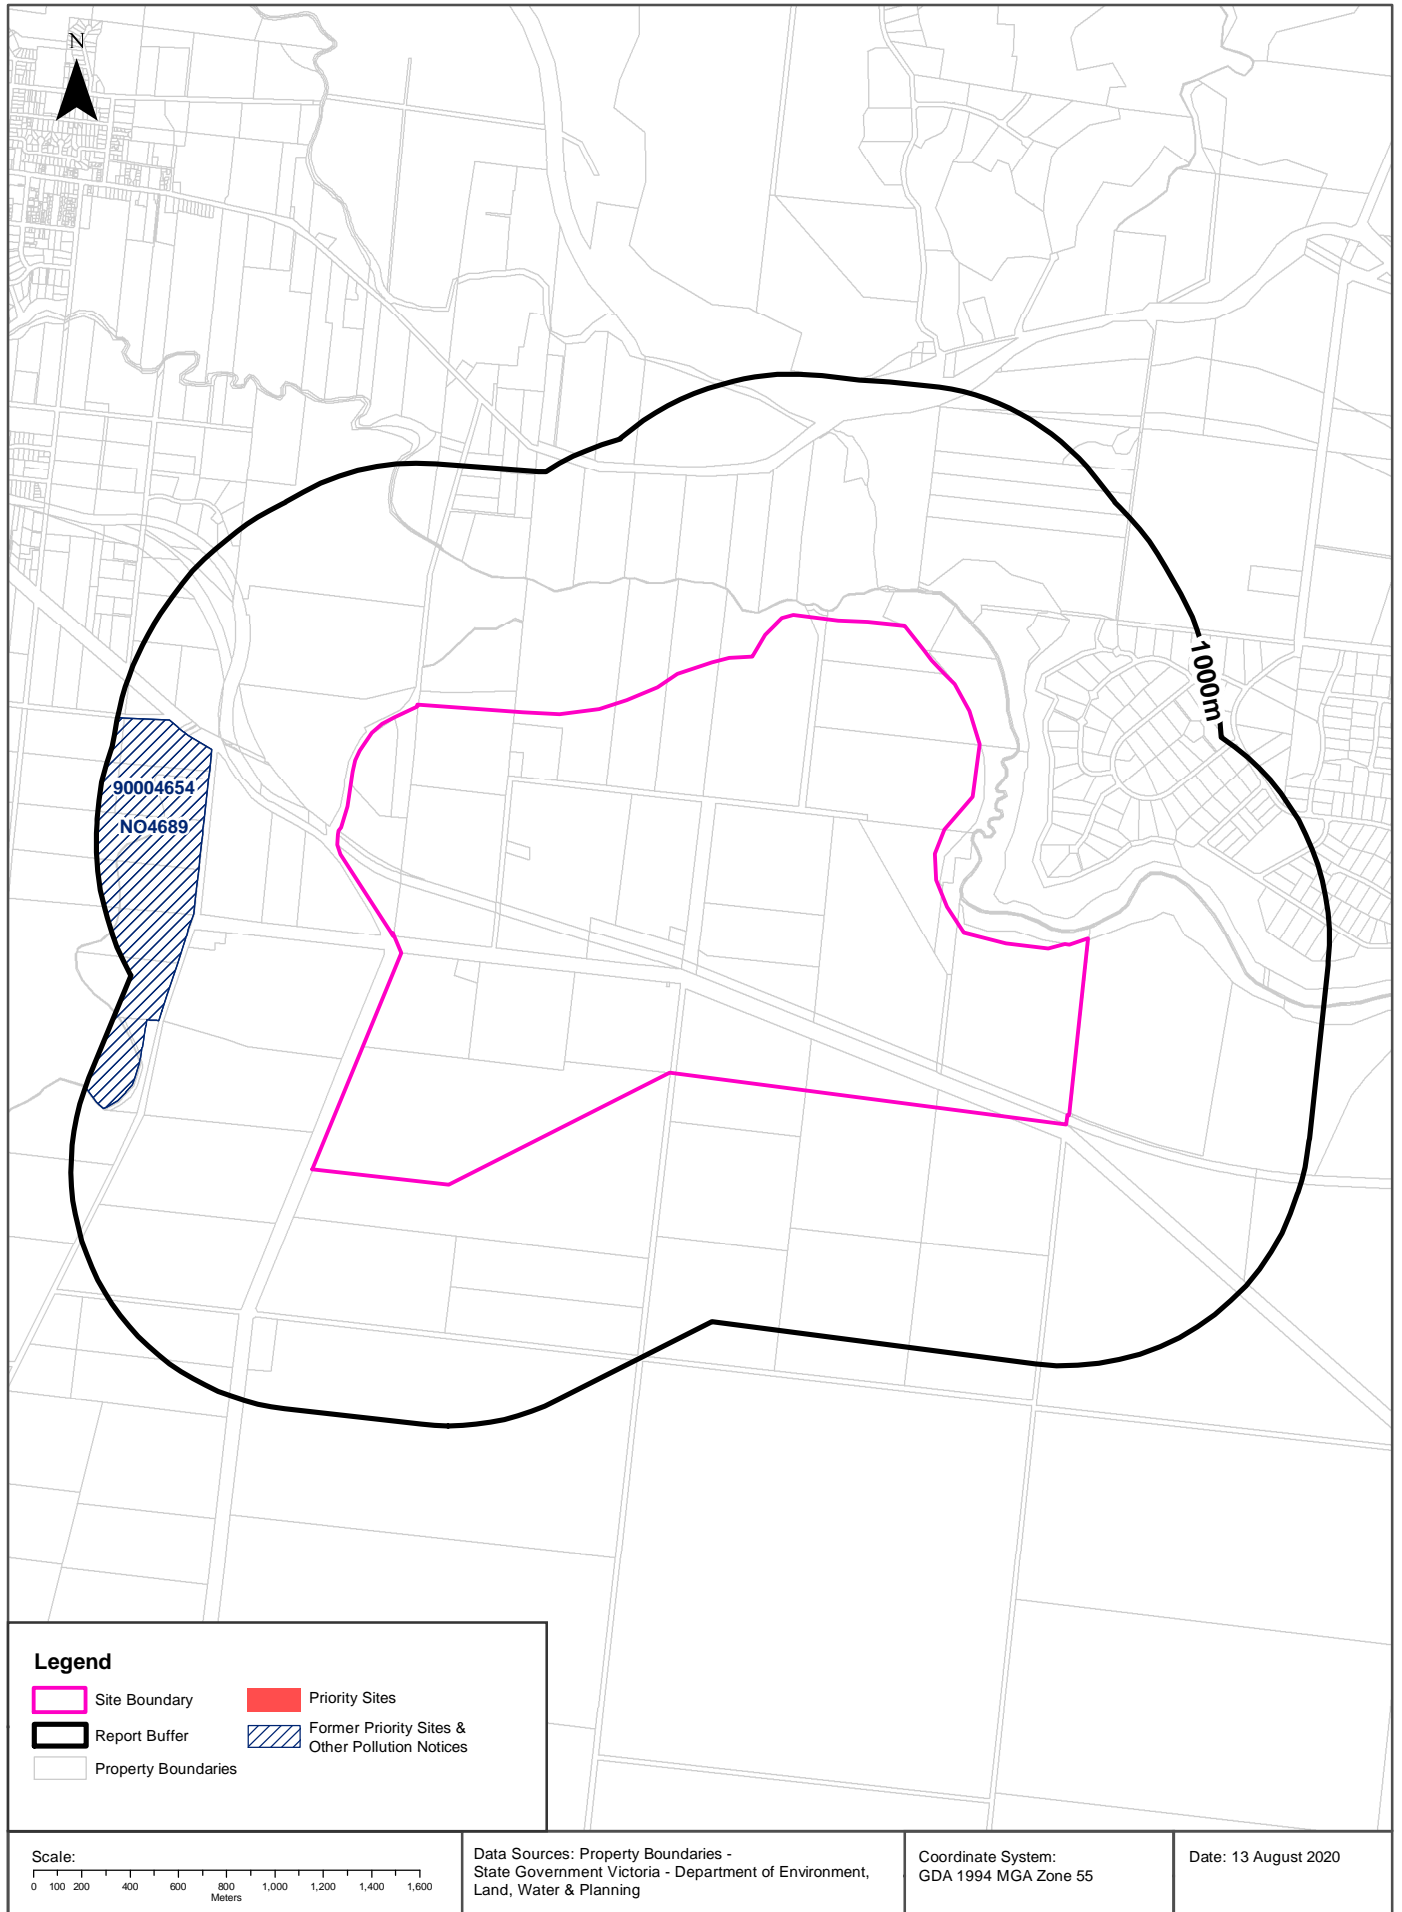 N
1000m
90004654
NO4689
Legend
Site Boundary
Report Buffer
Property Boundaries
Priority Sites
Former Priority Sites &
Other Pollution Notices
Scale:
0 100 200 400 600 800 1,000 1,200 1,400 1,600
Meters
Data Sources: Property Boundaries -
State Government Victoria - Department of Environment,
Land, Water & Planning
Coordinate System:
GDA 1994 MGA Zone 55
Date: 13 August 2020